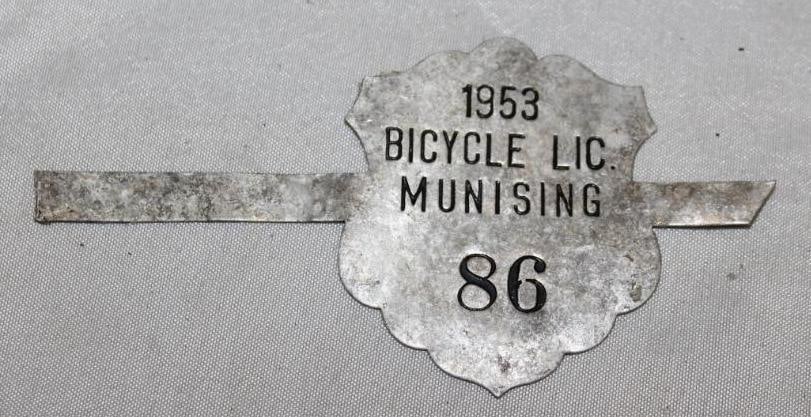 1953
BICYCLE LIC.
MUNISING
86